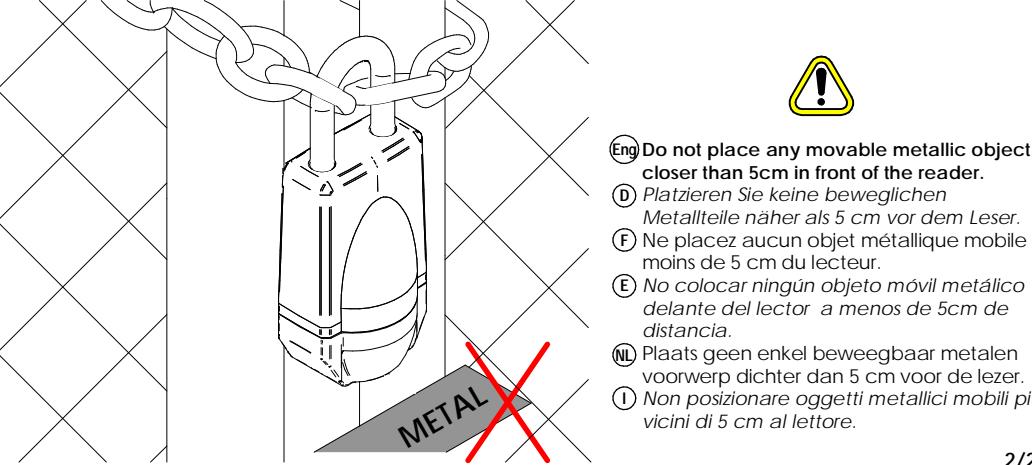 METAL
Eng Do not place any movable metallic object
closer than 5cm in front of the reader.
D Platzieren Sie keine beweglichen
Metallteile näher als 5 cm vor dem Leser.
F Ne placez aucun objet métallique mobile
moins de 5 cm du lecteur.
E No colocar ningún objeto móvil metálico
delante del lector a menos de 5cm de
distancia.
NL Plaats geen enkel beweegbaar metalen
voorwerp dichter dan 5 cm voor de lezer.
I Non posizionare oggetti metallici mobili pi
vicini di 5 cm al lettore.
2/2